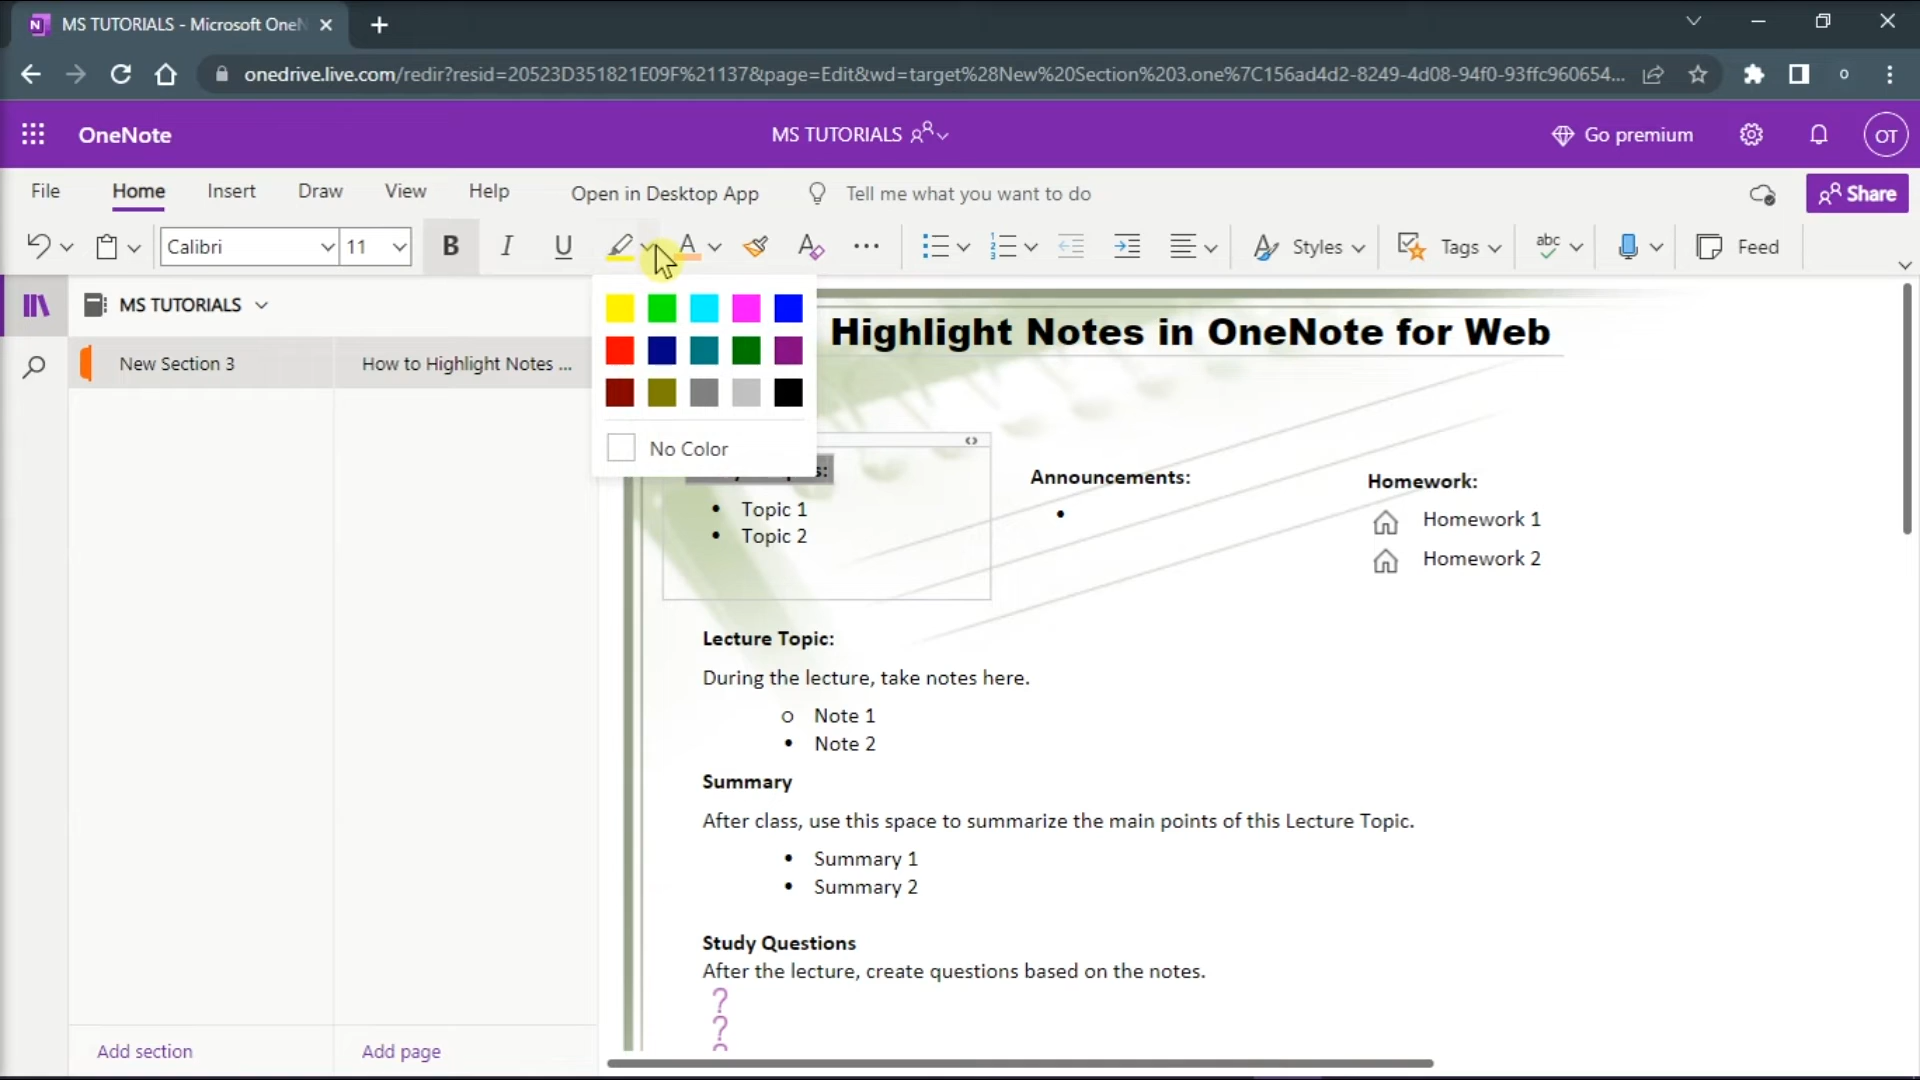 MS TUTORIALS - Microsoft OneN
onedrive.live.com/redir?resid=20523D351821E09F%21137&page=Edit&wd=target%28New%20Section%203.one%7C156ad4d2-8249-4d08-94f0-93ffc960654...
OneNote
MS TUTORIALS
Go premium
OT
File
Home
Insert
Draw
View
Help
Open in Desktop App
Tell me what you want to do
Share
Calibri
11
B
I
U
A
Styles
Tags
abc
Feed
MS TUTORIALS
New Section 3
How to Highlight Notes ...
No Color
Highlight Notes in OneNote for Web
s:
Topic 1
Topic 2
Announcements:
Homework:
Homework 1
Homework 2
Lecture Topic:
During the lecture, take notes here.
Note 1
Note 2
Summary
After class, use this space to summarize the main points of this Lecture Topic.
Summary 1
Summary 2
Study Questions
After the lecture, create questions based on the notes.
?
?
Add section
Add page